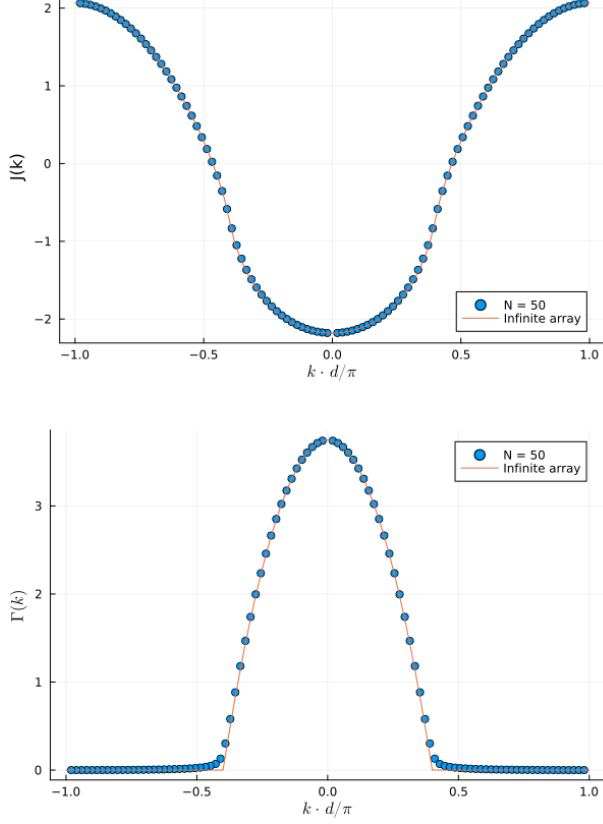 2
1
0
−1
−2
J(k)
N = 50
Infinite array
−1.0 −0.5 0.0 0.5 1.0
k · d/π
3
2
1
0
Γ(k)
N = 50
Infinite array
−1.0 −0.5 0.0 0.5 1.0
k · d/π